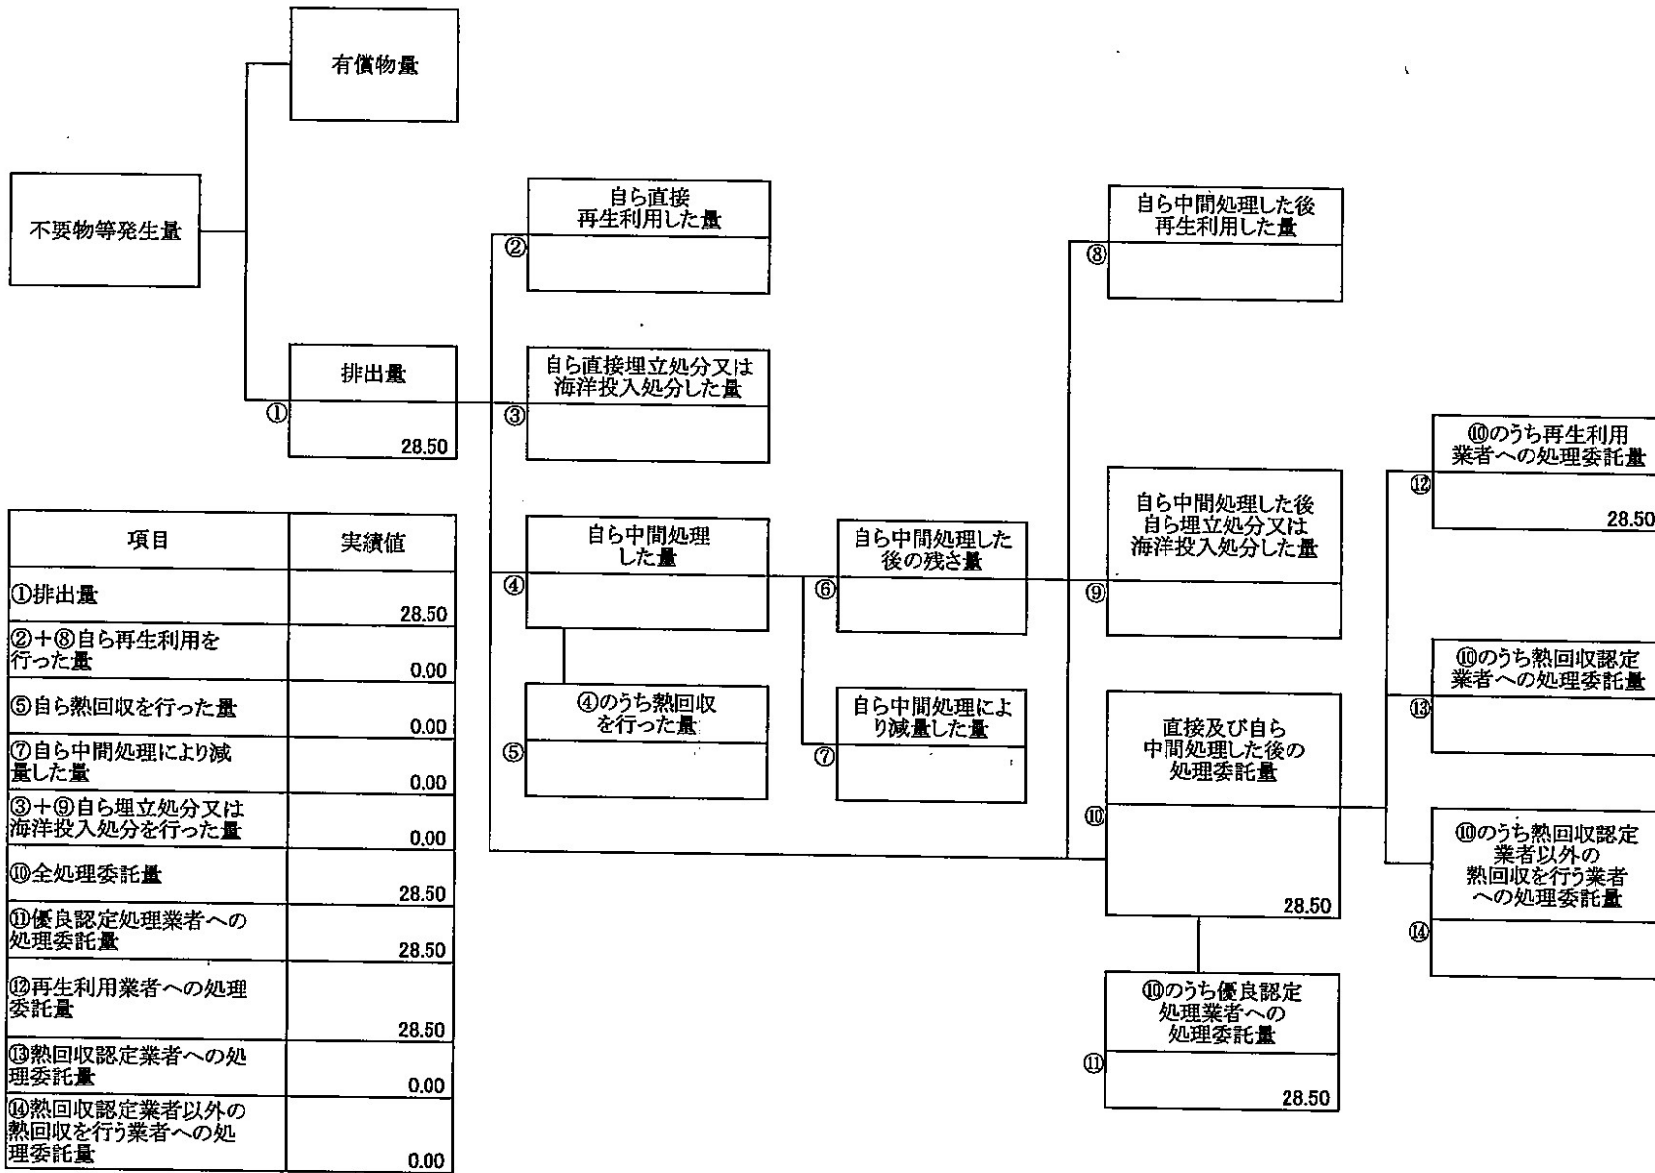 有償物量
不要物等発生量
排出量
①
28.50
自ら直接
再生利用した量
②
自ら直接埋立処分又は
海洋投入処分した量
③
自ら中間処理
した量
④
④のうち熱回収
を行った量
⑤
自ら中間処理した
後の残さ量
⑥
自ら中間処理によ
り減量した量
⑦
自ら中間処理した後
再生利用した量
⑧
自ら中間処理した後
自ら埋立処分又は
海洋投入処分した量
⑨
直接及び自ら
中間処理した後の
処理委託量
⑩
28.50
⑩のうち優良認定
処理業者への
処理委託量
⑪
28.50
⑩のうち再生利用
業者への処理委託量
⑫
28.50
⑩のうち熱回収認定
業者への処理委託量
⑬
⑩のうち熱回収認定
業者以外の
熱回収を行う業者
への処理委託量
⑭
項目 実績値
①排出量
28.50
②+⑧自ら再生利用を
行った量
0.00
⑤自ら熱回収を行った量
0.00
⑦自ら中間処理により減
量した量
0.00
③+⑨自ら埋立処分又は
海洋投入処分を行った量
0.00
⑩全処理委託量
28.50
⑪優良認定処理業者への
処理委託量
28.50
⑫再生利用業者への処理
委託量
28.50
⑬熱回収認定業者への処
理委託量
0.00
⑭熱回収認定業者以外の
熱回収を行う業者への処
理委託量
0.00